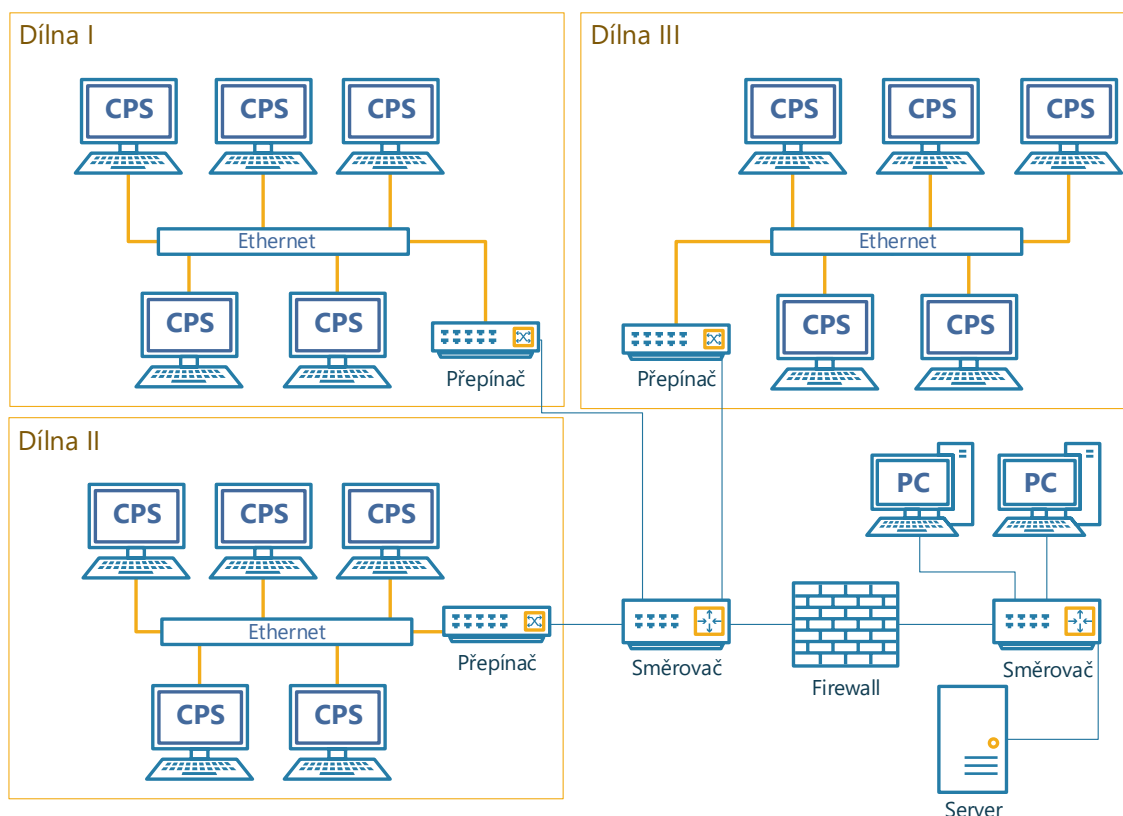 Dílna I
CPS
CPS
CPS
Ethernet
CPS
CPS
Přepínač
Dílna III
CPS
CPS
CPS
Ethernet
Přepínač
CPS
CPS
Dílna II
CPS
CPS
CPS
Ethernet
Přepínač
CPS
CPS
PC
PC
Směrovač
Firewall
Směrovač
Server